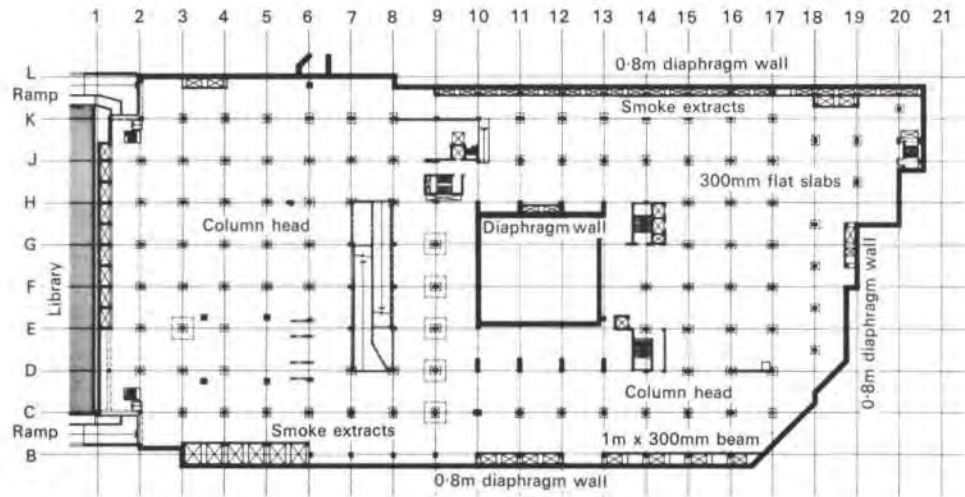 1 2 3 4 5 6 7 8 9 10 11 12 13 14 15 16 17 18 19 20 21
0·8m diaphragm wall
L
Ramp
Smoke extracts
K
J
300mm flat slabs
H
Column head
Diaphragm wall
G
Library
F
E
0·8m diaphragm wall
D
Column head
C
Ramp
Smoke extracts
1m x 300mm beam
B
0·8m diaphragm wall